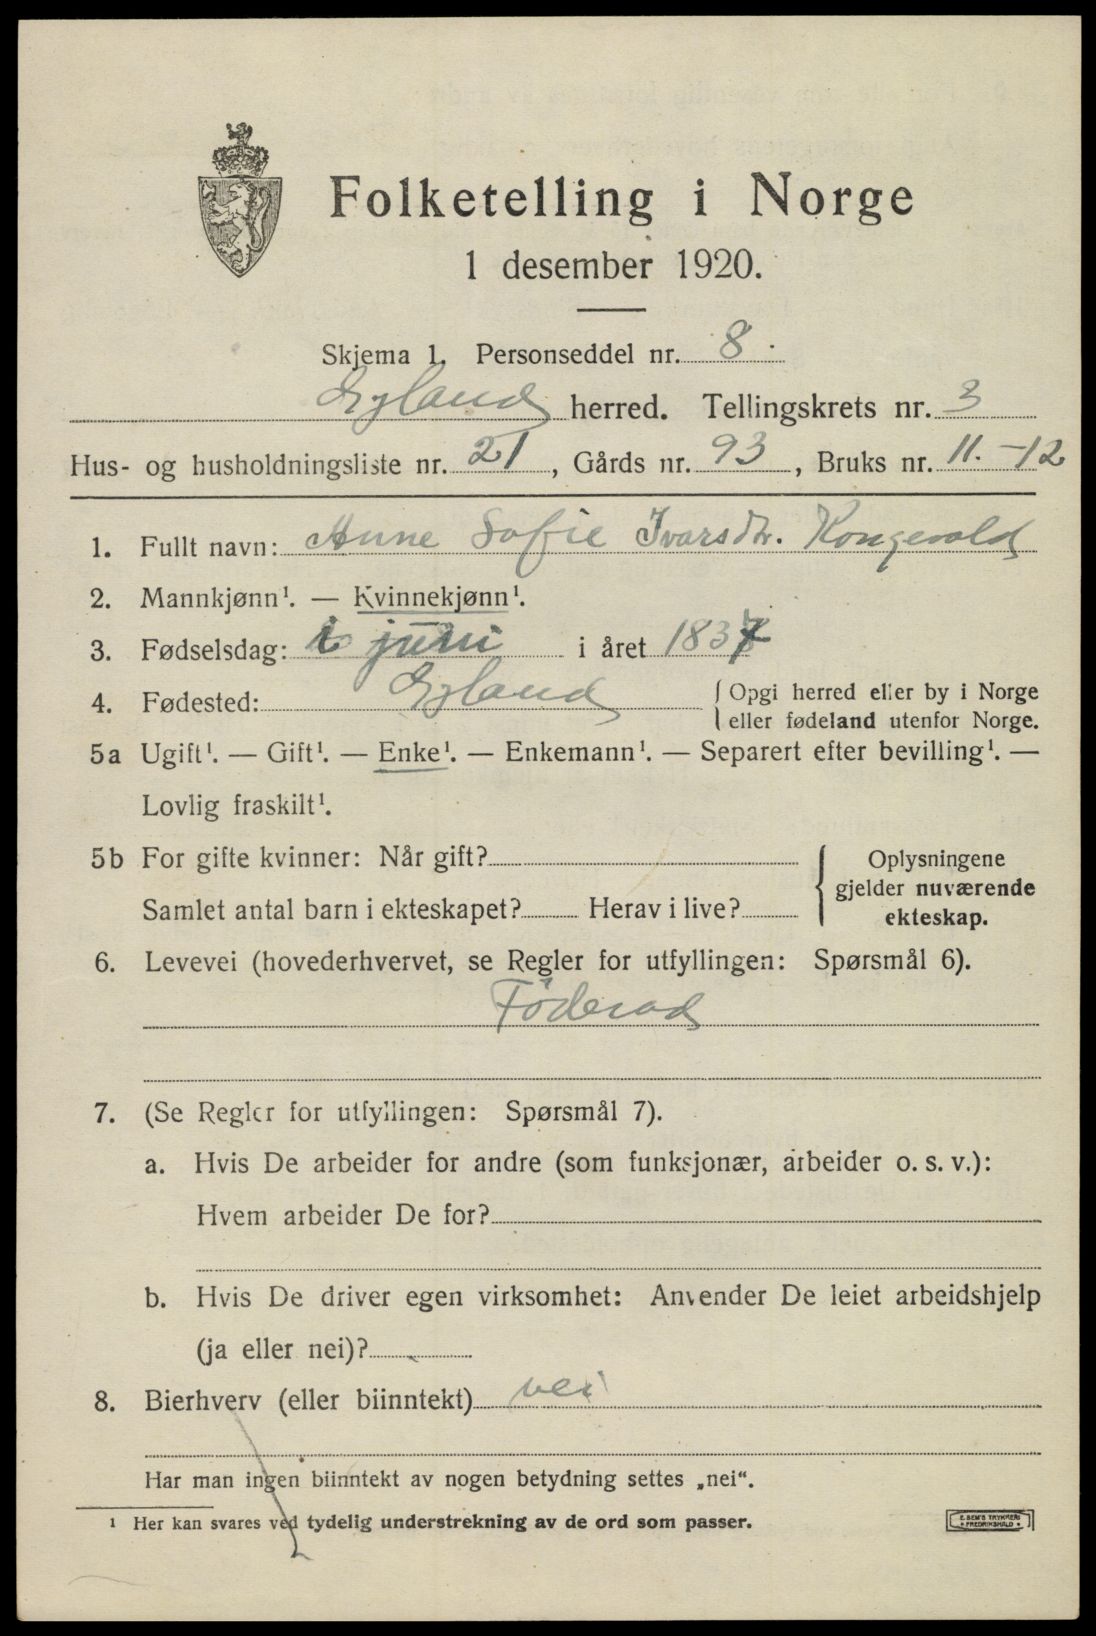 Folketelling i Norge
1 desember 1920.
Skjema 1. Personseddel nr. 8
Gyland herred. Tellingskrets nr. 3
Hus- og husholdningsliste nr. 21, Gårds nr. 93, Bruks nr. 11.-12
1. Fullt navn: Anne Sofie Ivarsdtr. Kongevold
2. Mannkjønn¹. — Kvinnekjønn¹.
3. Fødselsdag: juni i året 1837
4. Fødested: Gyland {Opgi herred eller by i Norge
eller fødeland utenfor Norge.
5a Ugift¹. — Gift¹. — Enke¹. — Enkemann¹. — Separert efter bevilling¹. —
Lovlig fraskilt¹.
5b For gifte kvinner: Når gift?
Samlet antal barn i ekteskapet? Herav i live?
Oplysningene
gjelder nuværende
ekteskap.
6. Levevei (hovederhvervet, se Regler for utfyllingen: Spørsmål 6).
Föderåd
7. (Se Regler for utfyllingen: Spørsmål 7).
a. Hvis De arbeider for andre (som funksjonær, arbeider o. s. v.):
Hvem arbeider De for?
b. Hvis De driver egen virksomhet: Anvender De leiet arbeidshjelp
(ja eller nei)?
8. Bierhverv (eller biinntekt) nei
Har man ingen biinntekt av nogen betydning settes „nei“.
¹ Her kan svares ved tydelig understrekning av de ord som passer.
E. SEM'S TRYKKERI
• FREDRIKSHALD •